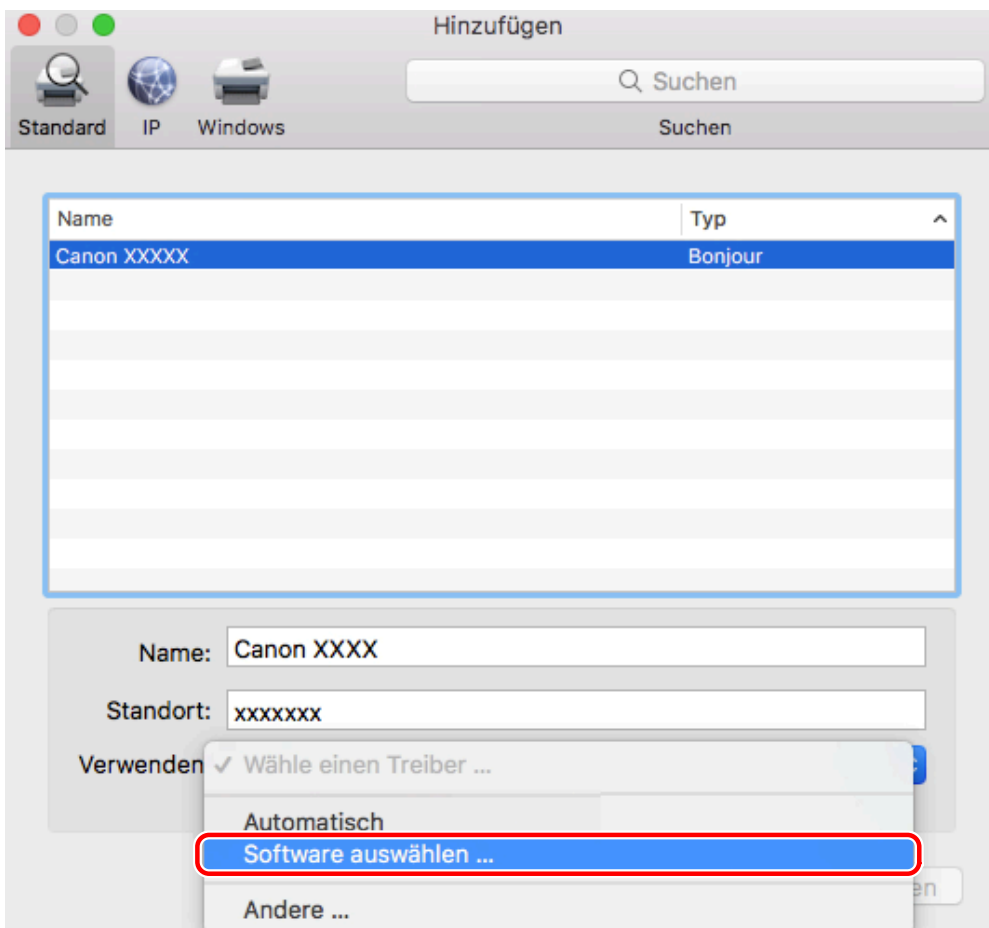 Hinzufügen
Suchen
Standard IP Windows Suchen
Name Typ
Canon XXXXX Bonjour
Name: Canon XXXX
Standort: xxxxxxx
Verwenden ✓ Wähle einen Treiber ...
Automatisch
Software auswählen ...
en
Andere ...